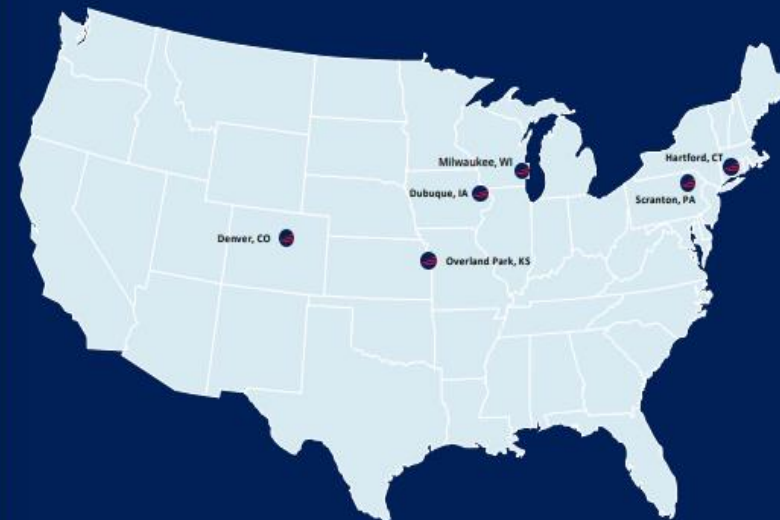 Milwaukee, WI
Hartford, CT
Dubuque, IA
Scranton, PA
Denver, CO
Overland Park, KS